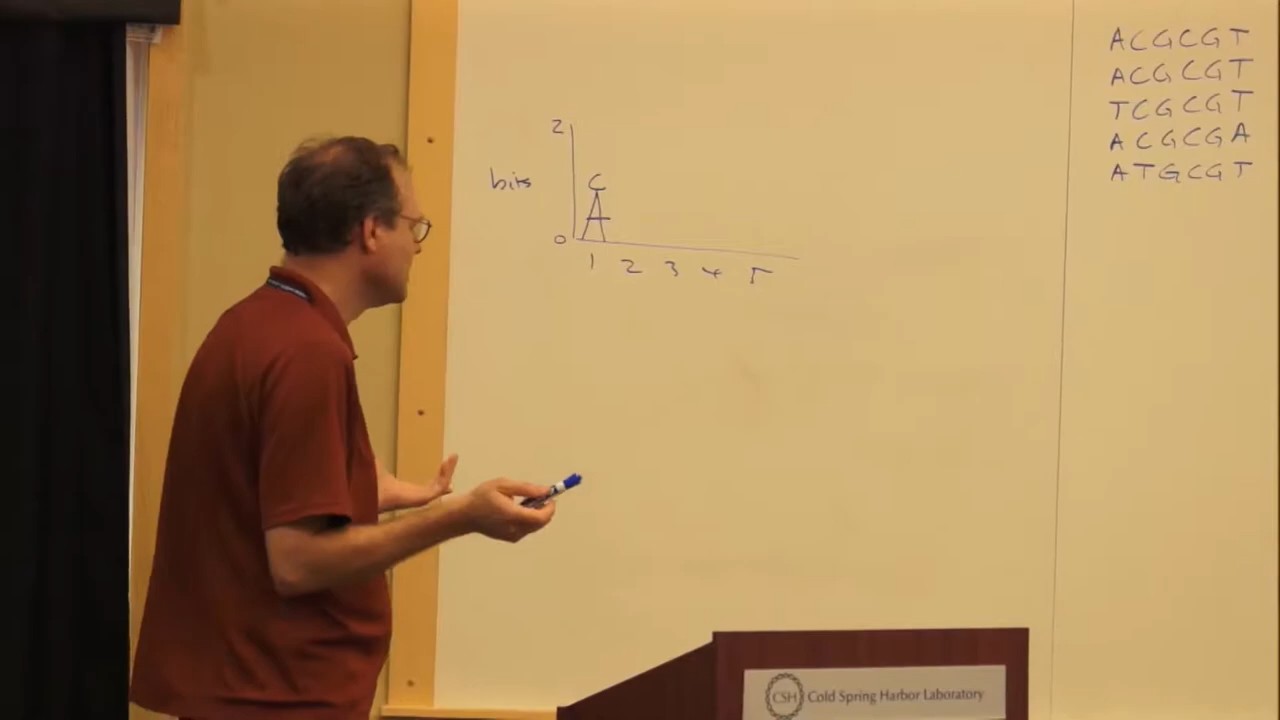 2
bits
C
A
0
1 2 3 4 5
ACGCGT
ACGCGT
TCGCGT
ACGCGA
ATGCGT
CSH Cold Spring Harbor Laboratory